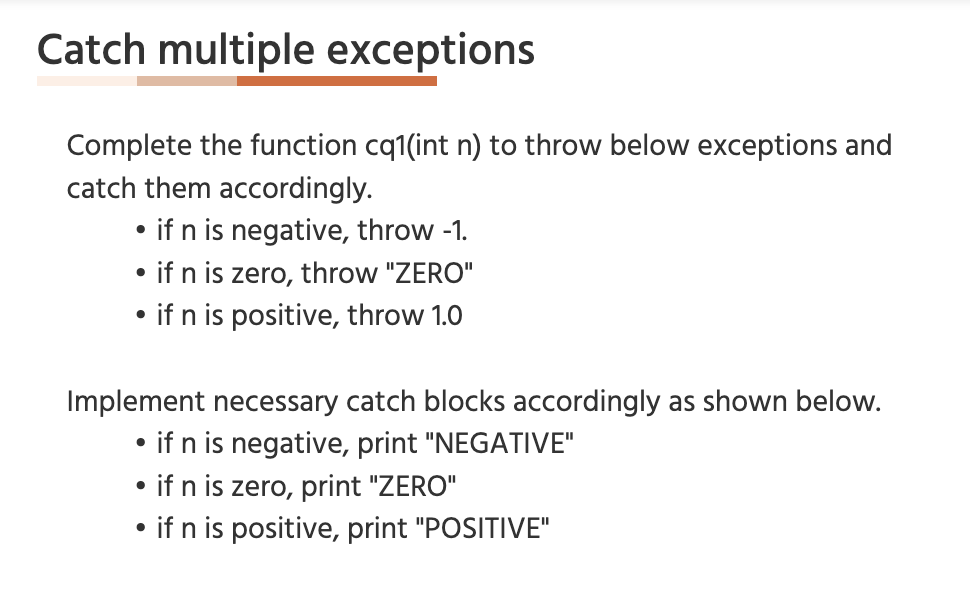 Catch multiple exceptions
Complete the function cq1(int n) to throw below exceptions and
catch them accordingly.
• if n is negative, throw -1.
• if n is zero, throw "ZERO"
• if n is positive, throw 1.0
Implement necessary catch blocks accordingly as shown below.
• if n is negative, print "NEGATIVE"
• if n is zero, print "ZERO"
• if n is positive, print "POSITIVE"